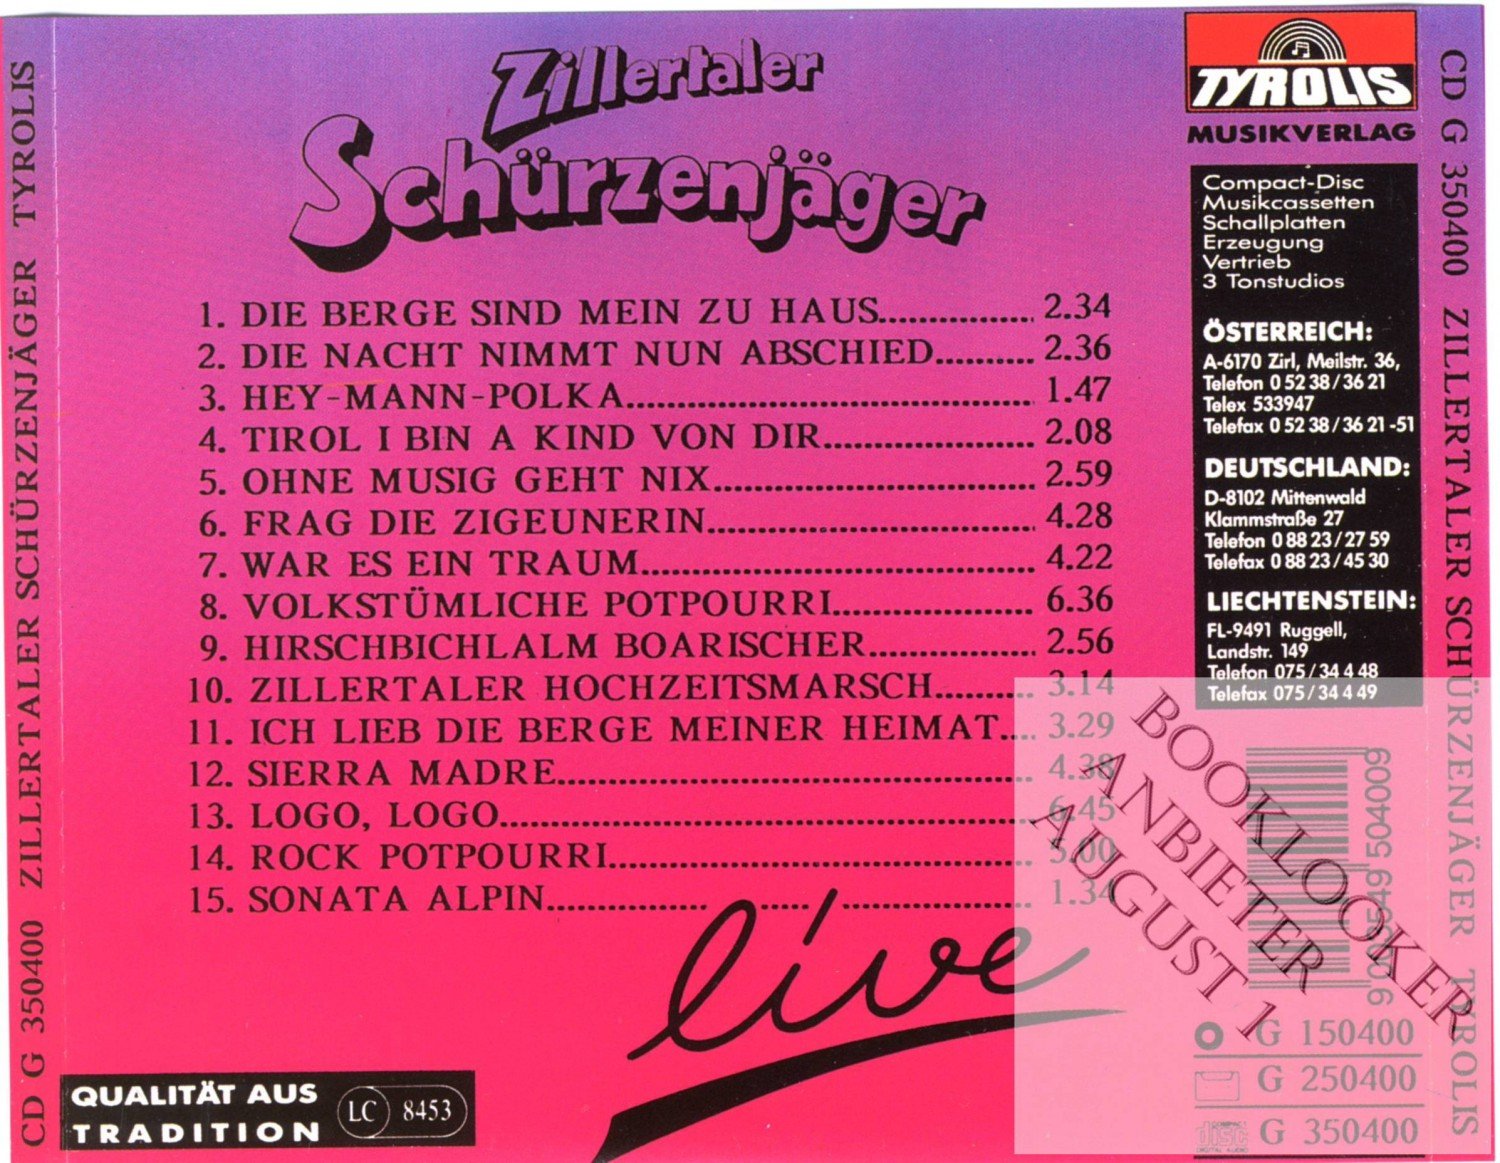 CD G 350400 ZILLERTALER SCHÜRZENJÄGER TYROLIS
Zillertaler
Schürzenjäger
1. DIE BERGE SIND MEIN ZU HAUS............... 2.34
2. DIE NACHT NIMMT NUN ABSCHIED.......... 2.36
3. HEY-MANN-POLKA........................................ 1.47
4. TIROL I BIN A KIND VON DIR..................... 2.08
5. OHNE MUSIG GEHT NIX................................ 2.59
6. FRAG DIE ZIGEUNERIN................................ 4.28
7. WAR ES EIN TRAUM...................................... 4.22
8. VOLKSTÜMLICHE POTPOURRI.................... 6.36
9. HIRSCHBICHLALM BOARISCHER................. 2.56
10. ZILLERTALER HOCHZEITSMARSCH.......... 3.14
11. ICH LIEB DIE BERGE MEINER HEIMAT.... 3.29
12. SIERRA MADRE.............................................. 4.38
13. LOGO, LOGO.................................................... 6.45
14. ROCK POTPOURRI.......................................... 5.00
15. SONATA ALPIN................................................ 1.34
live
QUALITÄT AUS
TRADITION
LC 8453
TYROLIS
MUSIKVERLAG
Compact-Disc
Musikcassetten
Schallplatten
Erzeugung
Vertrieb
3 Tonstudios
ÖSTERREICH:
A-6170 Zirl, Meilstr. 36,
Telefon 0 52 38/36 21
Telex 533947
Telefax 0 52 38/36 21-51
DEUTSCHLAND:
D-8102 Mittenwald
Klammstraße 27
Telefon 0 88 23/27 59
Telefax 0 88 23/45 30
LIECHTENSTEIN:
FL-9491 Ruggell,
Landstr. 149
Telefon 075/34 4 48
Telefax 075/34 4 49
BOOKLOOKER
ANBIETER
AUGUST 1
G 150400
G 250400
COMPACT
disc
DIGITAL AUDIO
G 350400
CD G 350400 ZILLERTALER SCHÜRZENJÄGER TYROLIS